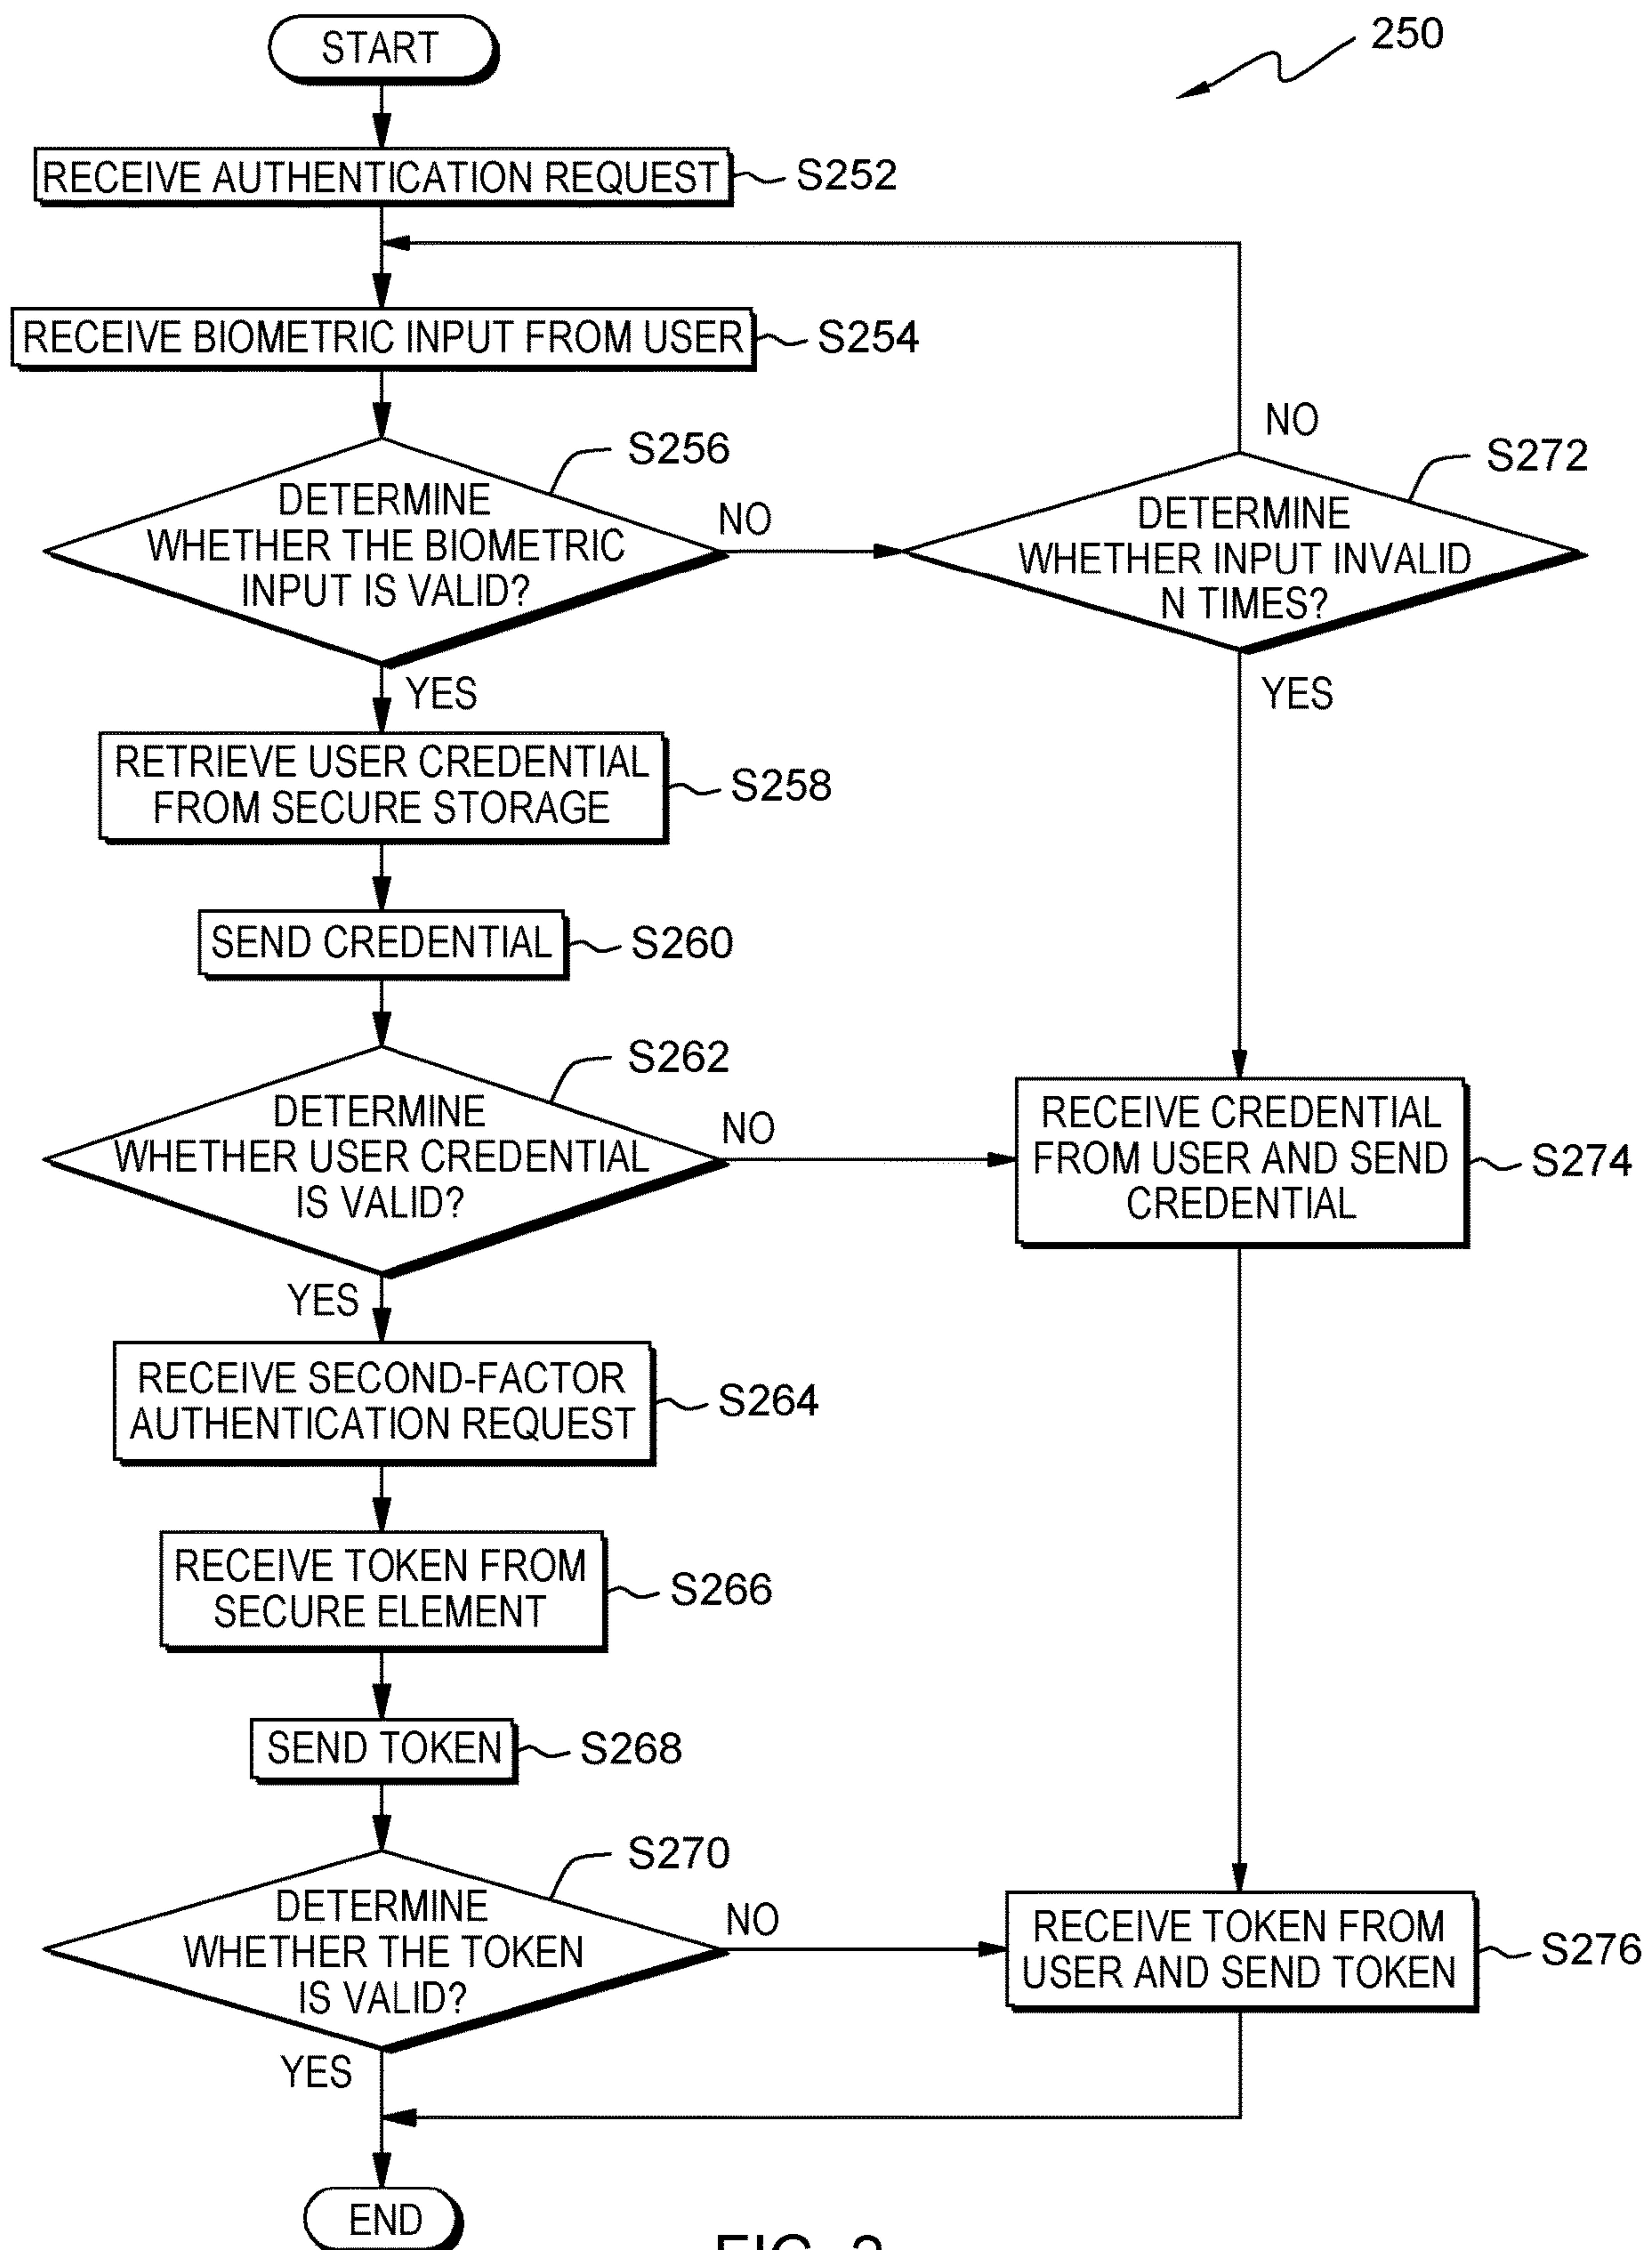 START
250
RECEIVE AUTHENTICATION REQUEST
S252
RECEIVE BIOMETRIC INPUT FROM USER
S254
S256
DETERMINE
WHETHER THE BIOMETRIC
INPUT IS VALID?
NO
YES
NO
S272
DETERMINE
WHETHER INPUT INVALID
N TIMES?
YES
RETRIEVE USER CREDENTIAL
FROM SECURE STORAGE
S258
SEND CREDENTIAL
S260
S262
DETERMINE
WHETHER USER CREDENTIAL
IS VALID?
NO
YES
RECEIVE CREDENTIAL
FROM USER AND SEND
CREDENTIAL
S274
RECEIVE SECOND-FACTOR
AUTHENTICATION REQUEST
S264
RECEIVE TOKEN FROM
SECURE ELEMENT
S266
SEND TOKEN
S268
S270
DETERMINE
WHETHER THE TOKEN
IS VALID?
NO
YES
RECEIVE TOKEN FROM
USER AND SEND TOKEN
S276
END